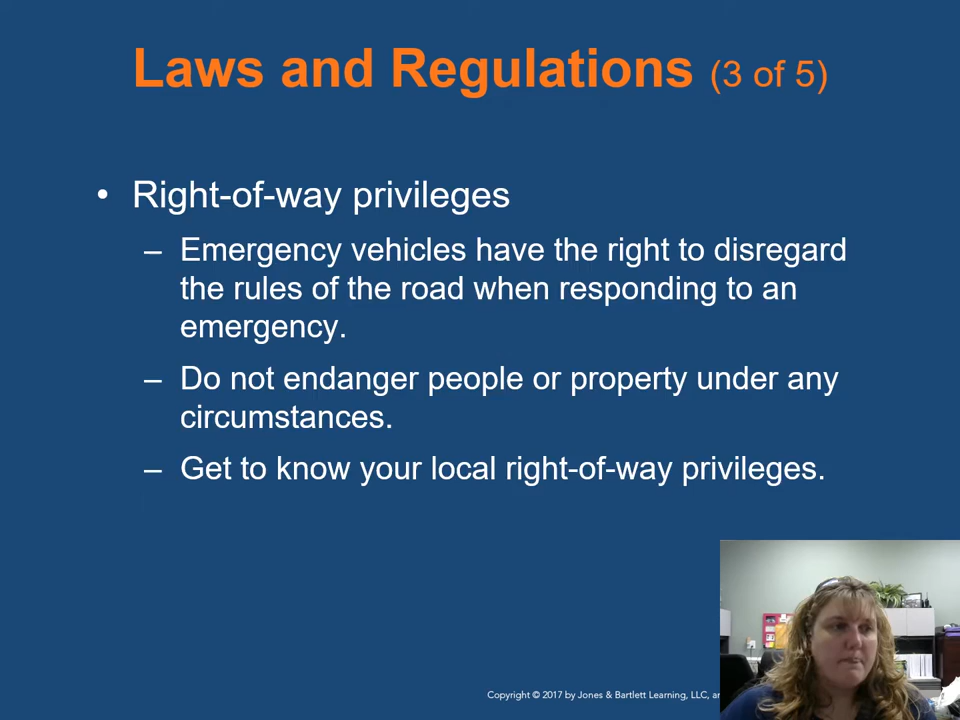 Laws and Regulations (3 of 5)
• Right-of-way privileges
– Emergency vehicles have the right to disregard
the rules of the road when responding to an
emergency.
– Do not endanger people or property under any
circumstances.
– Get to know your local right-of-way privileges.
Copyright © 2017 by Jones & Bartlett Learning, LLC,